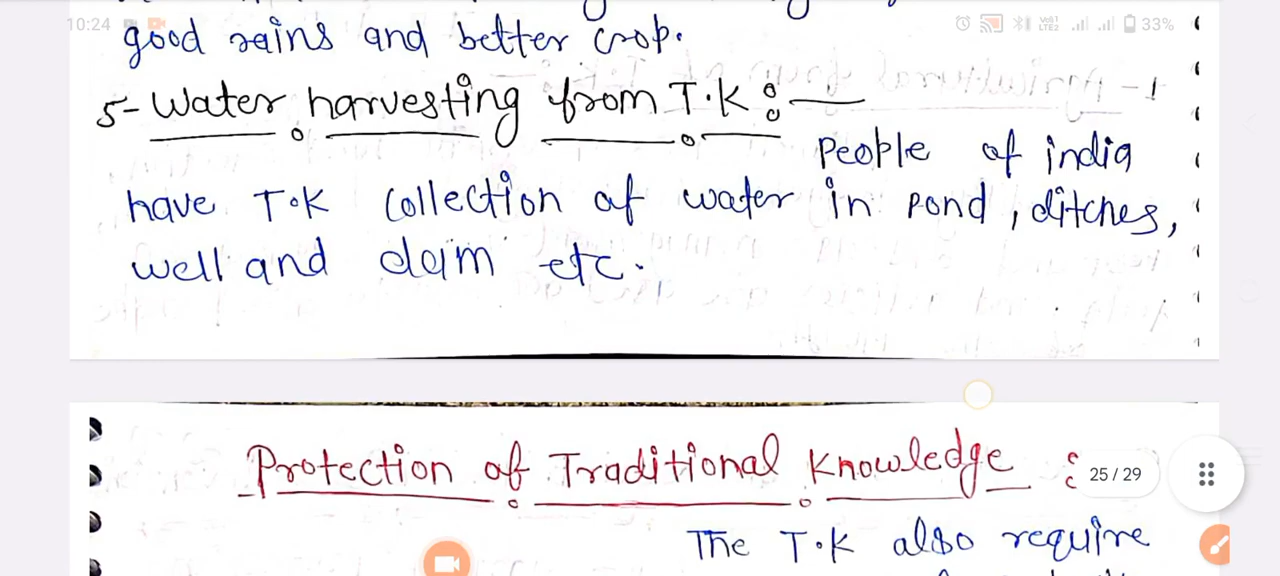 10:24 33%
good rains and better crop.
5- Water harvesting from T.K :-
People of india
have T.K collection of water in pond, ditches,
well and daim etc.
Protection of Traditional Knowledge :
25 / 29
The T.K also require